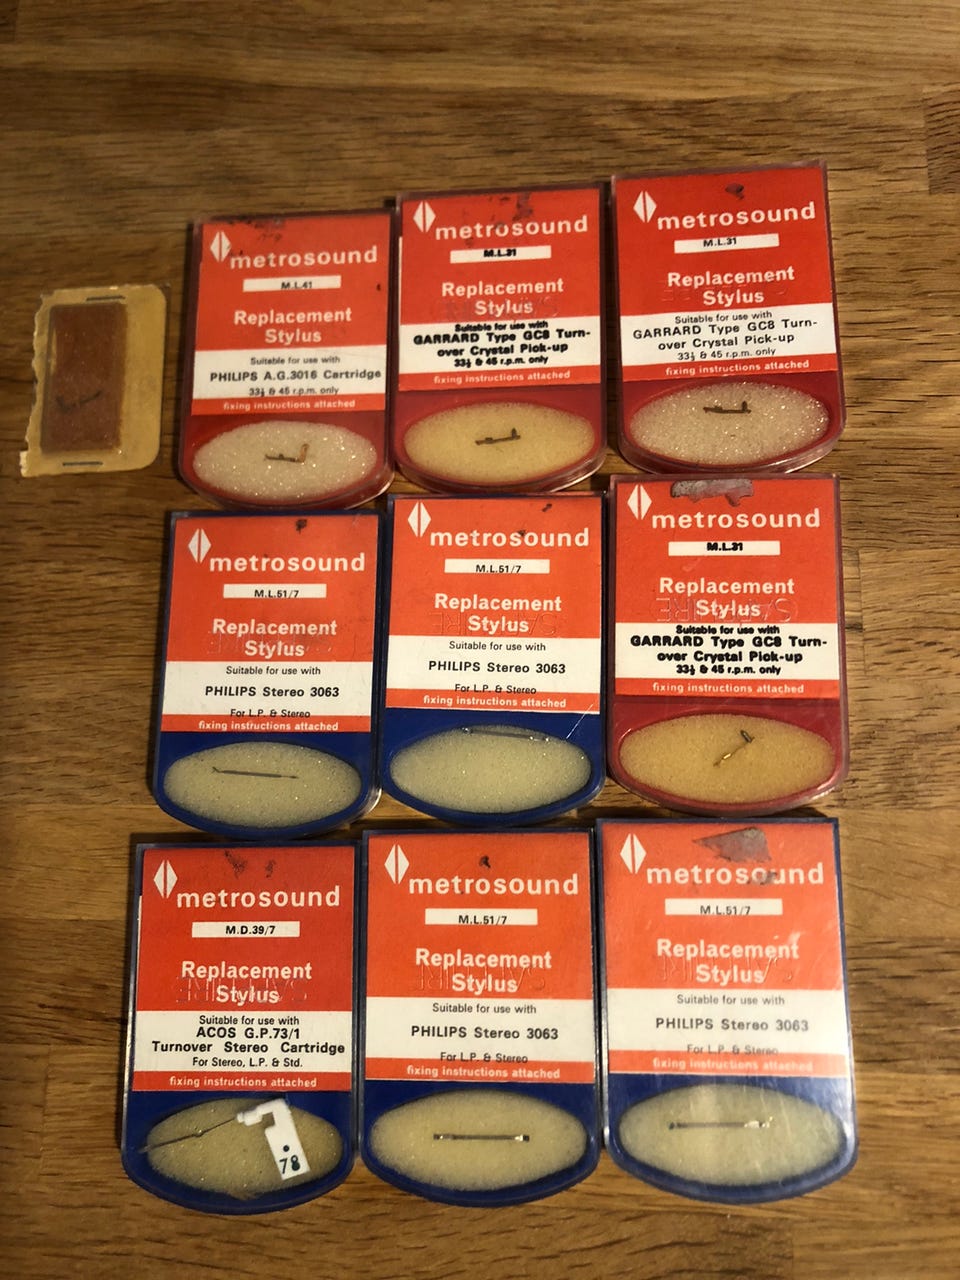 metrosound
M.L.41
Replacement
Stylus
Suitable for use with
PHILIPS A.G.3016 Cartridge
33⅓ & 45 r.p.m. only
fixing instructions attached
metrosound
M.L.31
Replacement
Stylus
Suitable for use with
GARRARD Type GC8 Turn-
over Crystal Pick-up
33⅓ & 45 r.p.m. only
fixing instructions attached
metrosound
M.L.31
Replacement
Stylus
Suitable for use with
GARRARD Type GC8 Turn-
over Crystal Pick-up
33⅓ & 45 r.p.m. only
fixing instructions attached
metrosound
M.L.51/7
Replacement
Stylus
Suitable for use with
PHILIPS Stereo 3063
For L.P. & Stereo
fixing instructions attached
metrosound
M.L.51/7
Replacement
Stylus
Suitable for use with
PHILIPS Stereo 3063
For L.P. & Stereo
fixing instructions attached
metrosound
M.L.31
Replacement
Stylus
SAPPHIRE
Suitable for use with
GARRARD Type GC8 Turn-
over Crystal Pick-up
33⅓ & 45 r.p.m. only
fixing instructions attached
metrosound
M.D.39/7
Replacement
Stylus
Suitable for use with
ACOS G.P.73/1
Turnover Stereo Cartridge
For Stereo, L.P. & Std.
fixing instructions attached
78
metrosound
M.L.51/7
Replacement
Stylus
Suitable for use with
PHILIPS Stereo 3063
For L.P. & Stereo
fixing instructions attached
metrosound
M.L.51/7
Replacement
Stylus
Suitable for use with
PHILIPS Stereo 3063
For L.P. & Stereo
fixing instructions attached